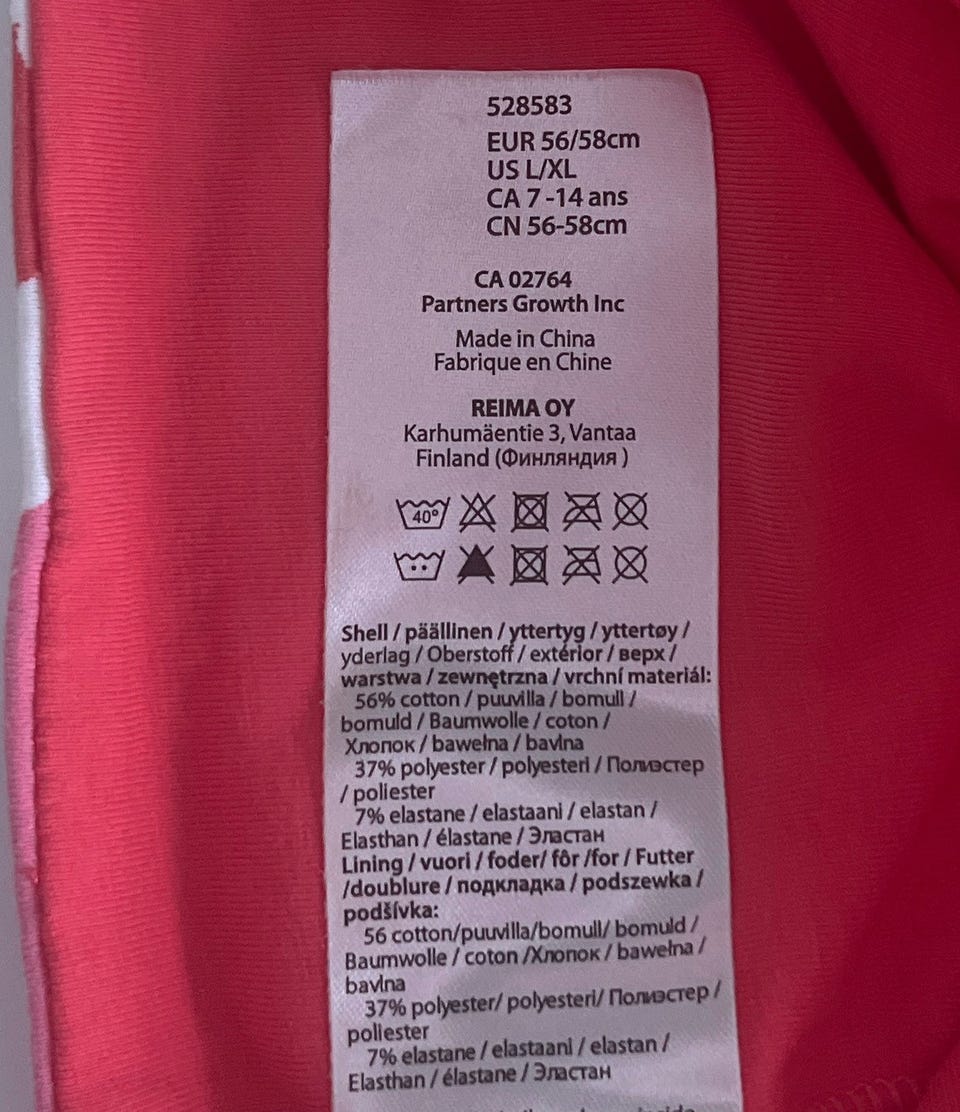 528583
EUR 56/58cm
US L/XL
CA 7 -14 ans
CN 56-58cm
CA 02764
Partners Growth Inc
Made in China
Fabrique en Chine
REIMA OY
Karhumäentie 3, Vantaa
Finland (Финляндия )
40°
Shell / päällinen / yttertyg / yttertøy /
yderlag / Oberstoff / extérior / верх /
warstwa / zewnętrzna / vrchní materiál:
56% cotton / puuvilla / bomull /
bomuld / Baumwolle / coton /
Хлопок / bawełna / bavlna
37% polyester / polyesteri / Полиэстер
/ poliester
7% elastane / elastaani / elastan /
Elasthan / élastane / Эластан
Lining / vuori / foder/ fôr /for / Futter
/doublure / подкладка / podszewka /
podšívka:
56 cotton/puuvilla/bomull/ bomuld /
Baumwolle / coton /Хлопок / bawełna /
bavlna
37% polyester/ polyesteri/ Полиэстер /
poliester
7% elastane / elastaani / elastan /
Elasthan / élastane / Эластан